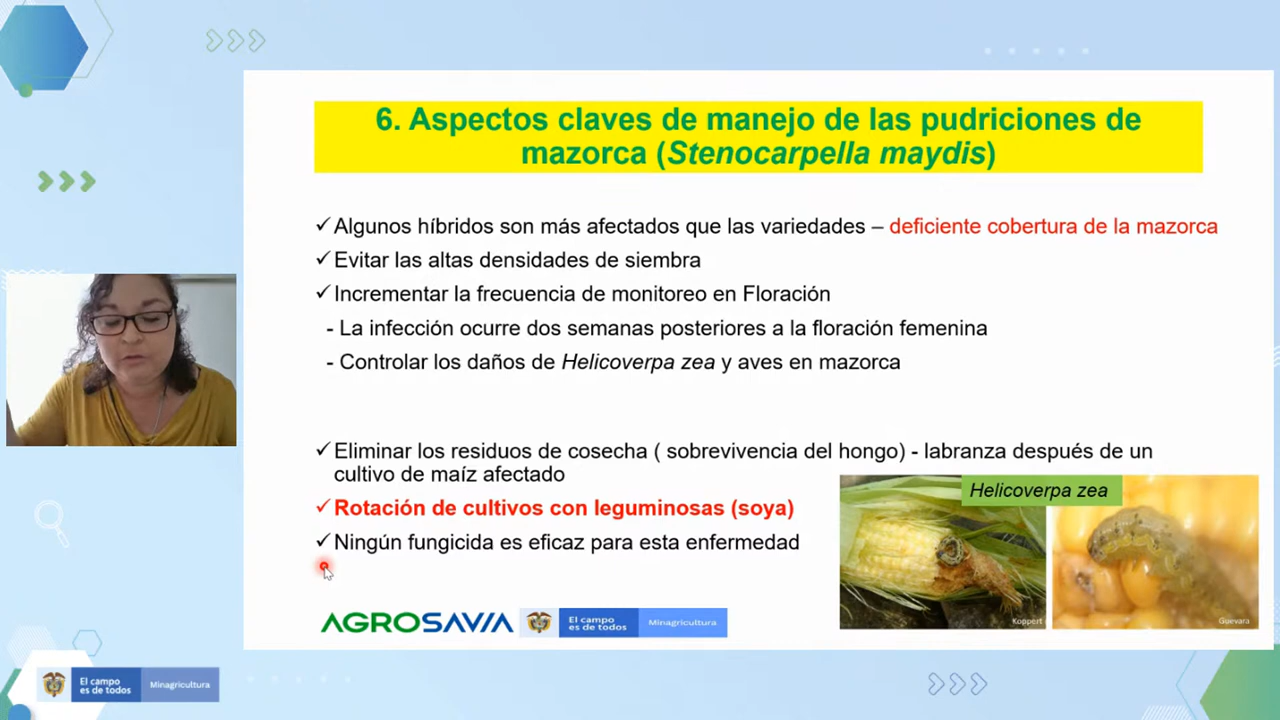 6. Aspectos claves de manejo de las pudriciones de
mazorca (Stenocarpella maydis)
✓Algunos híbridos son más afectados que las variedades – deficiente cobertura de la mazorca
✓Evitar las altas densidades de siembra
✓Incrementar la frecuencia de monitoreo en Floración
- La infección ocurre dos semanas posteriores a la floración femenina
- Controlar los daños de Helicoverpa zea y aves en mazorca
✓Eliminar los residuos de cosecha ( sobrevivencia del hongo) - labranza después de un
cultivo de maíz afectado
✓Rotación de cultivos con leguminosas (soya)
✓Ningún fungicida es eficaz para esta enfermedad
Helicoverpa zea
Koppert
Guevara
AGROSAVIA
El campo
es de todos
Minagricultura
El campo
es de todos
Minagricultura